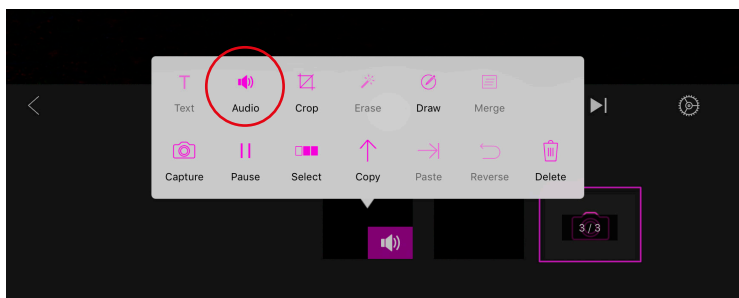 Text Audio Crop Erase Draw Merge
Capture Pause Select Copy Paste Reverse Delete
3 / 3